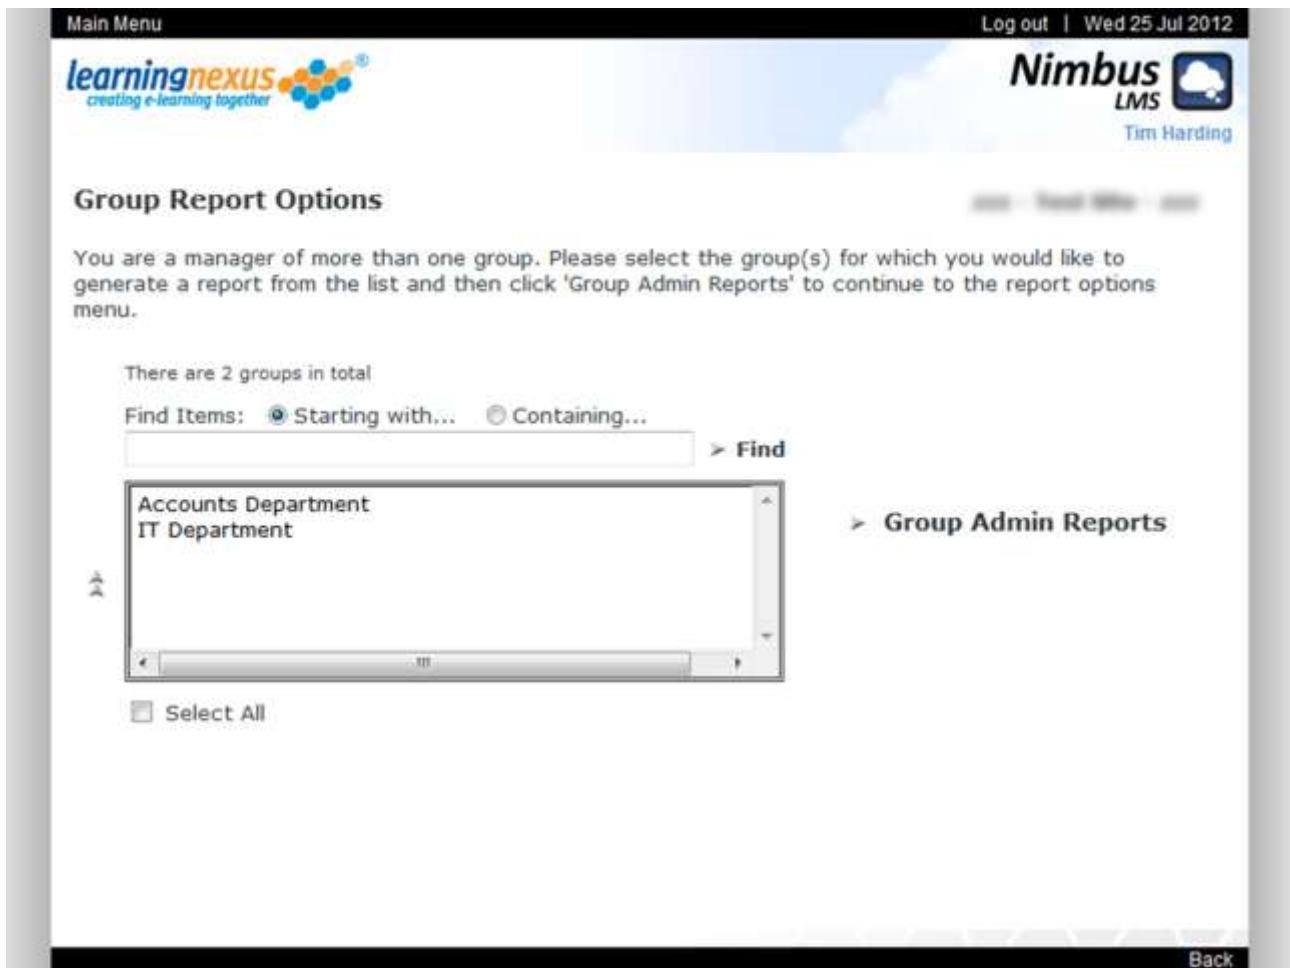 Main Menu
Log out | Wed 25 Jul 2012
learningnexus®
creating e-learning together
Nimbus
LMS
Tim Harding
Group Report Options
You are a manager of more than one group. Please select the group(s) for which you would like to
generate a report from the list and then click 'Group Admin Reports' to continue to the report options
menu.
There are 2 groups in total
Find Items: Starting with... Containing...
Find
Accounts Department
IT Department
Group Admin Reports
Select All
Back